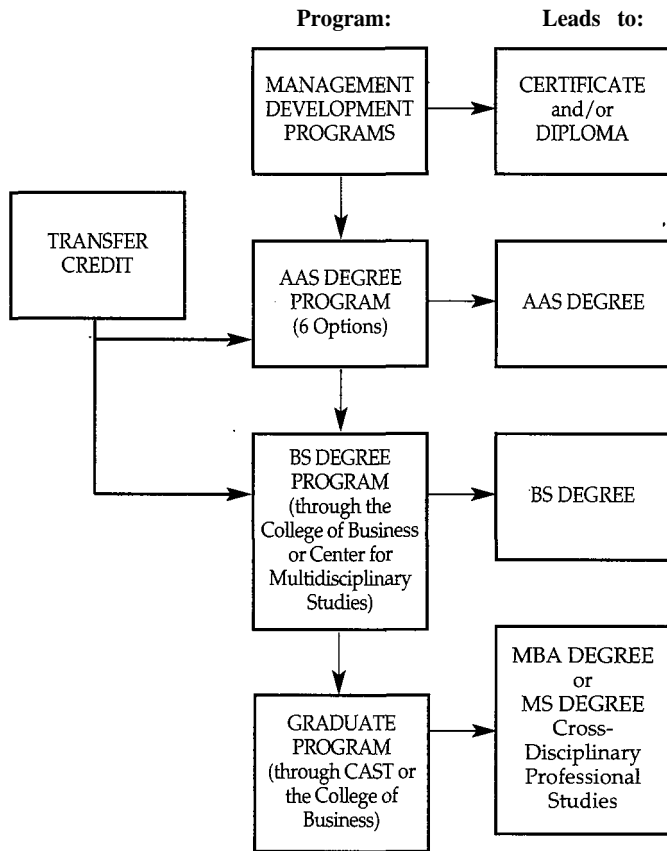 Program:
Leads to:
MANAGEMENT
DEVELOPMENT
PROGRAMS
CERTIFICATE
and/or
DIPLOMA
TRANSFER
CREDIT
AAS DEGREE
PROGRAM
(6 Options)
AAS DEGREE
BS DEGREE
PROGRAM
(through the
College of Business
or Center for
Multidisciplinary
Studies)
BS DEGREE
GRADUATE
PROGRAM
(through CAST or
the College of
Business)
MBA DEGREE
or
MS DEGREE
Cross-
Disciplinary
Professional
Studies